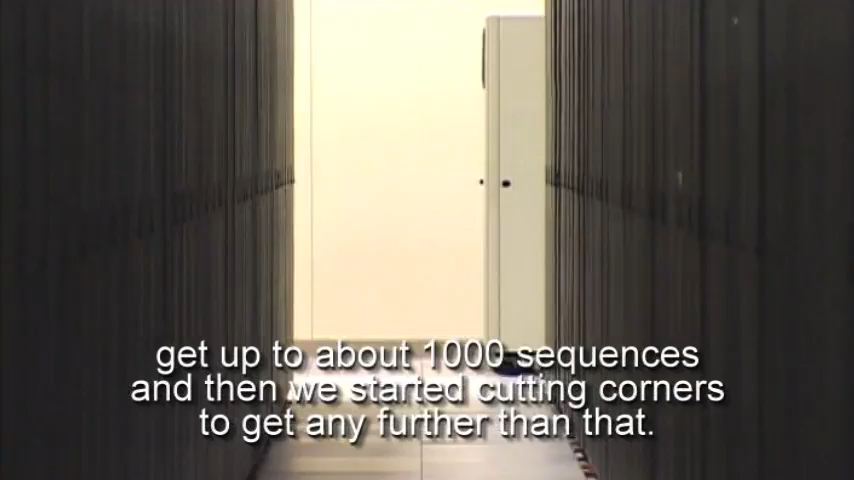 get up to about 1000 sequences
and then we started cutting corners
to get any further than that.